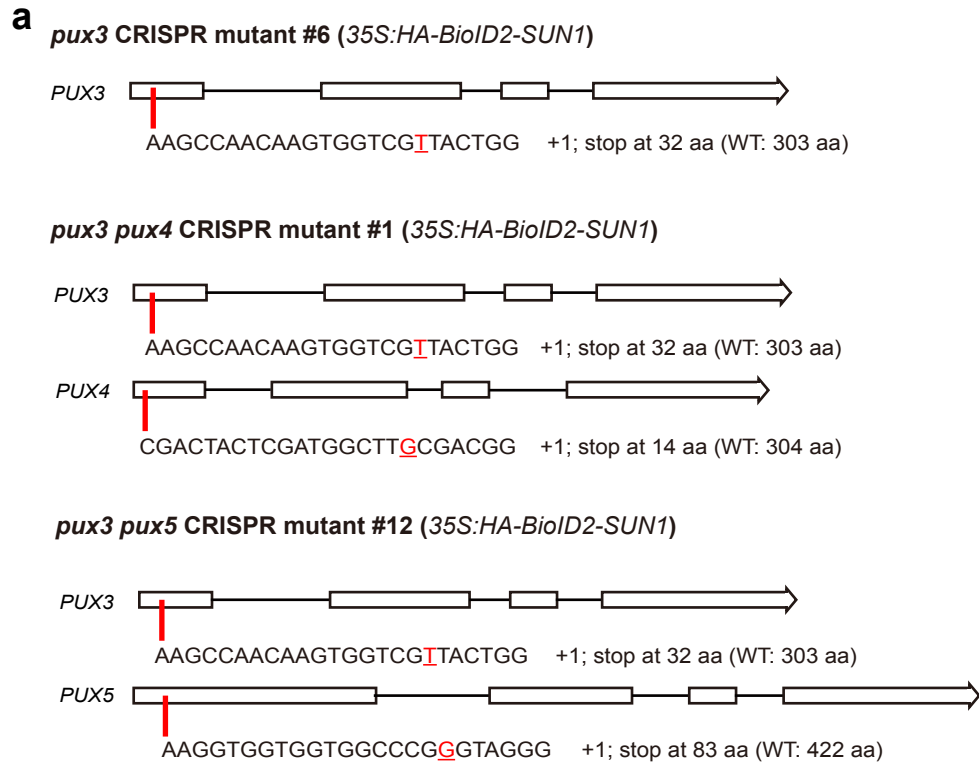 a
pux3 CRISPR mutant #6 (35S:HA-BioID2-SUN1)
PUX3
AAGCCAACAAGTGGTCGTTACTGG +1; stop at 32 aa (WT: 303 aa)
pux3 pux4 CRISPR mutant #1 (35S:HA-BioID2-SUN1)
PUX3
AAGCCAACAAGTGGTCGTTACTGG +1; stop at 32 aa (WT: 303 aa)
PUX4
CGACTACTCGATGGCTTGCGACGG +1; stop at 14 aa (WT: 304 aa)
pux3 pux5 CRISPR mutant #12 (35S:HA-BioID2-SUN1)
PUX3
AAGCCAACAAGTGGTCGTTACTGG +1; stop at 32 aa (WT: 303 aa)
PUX5
AAGGTGGTGGTGGCCCGGGTAGGG +1; stop at 83 aa (WT: 422 aa)